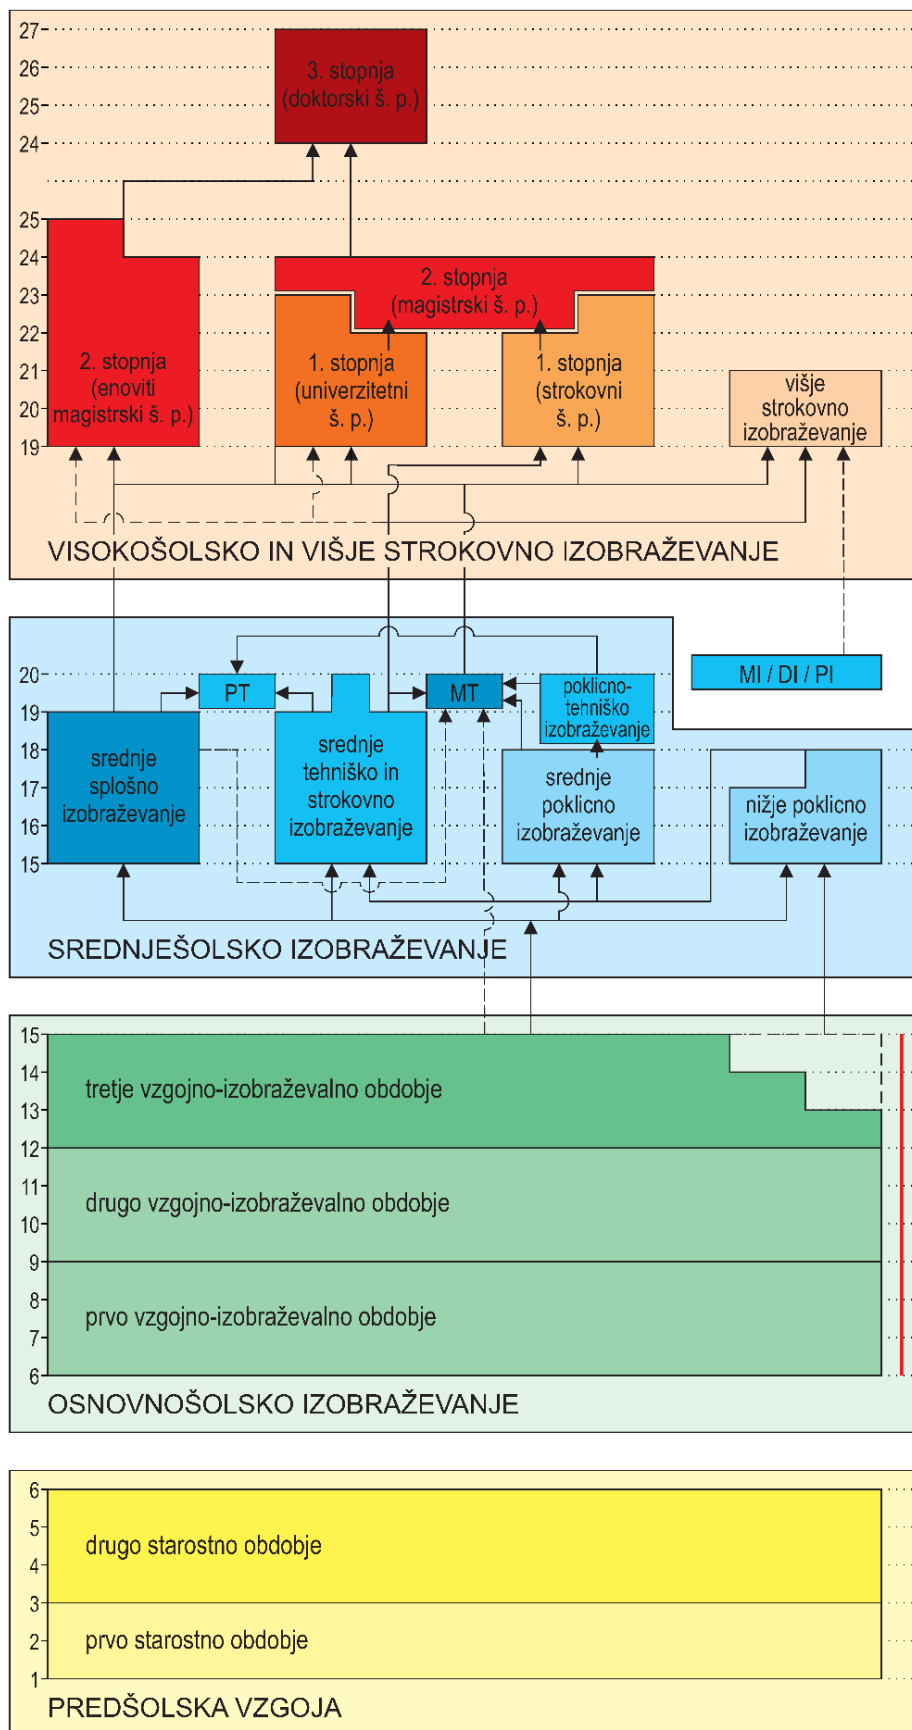 27
26
25
24
3. stopnja
(doktorski š. p.)
25
24
23
22
21
20
19
2. stopnja
(magistrski š. p.)
2. stopnja
(enoviti
magistrski š. p.)
1. stopnja
(univerzitetni
š. p.)
1. stopnja
(strokovni
š. p.)
višje
strokovno
izobraževanje
VISOKOŠOLSKO IN VIŠJE STROKOVNO IZOBRAŽEVANJE
MI / DI / PI
20
19
18
17
16
15
PT
MT
poklicno-
tehniško
izobraževanje
srednje
splošno
izobraževanje
srednje
tehniško in
strokovno
izobraževanje
srednje
poklicno
izobraževanje
nižje poklicno
izobraževanje
SREDNJEŠOLSKO IZOBRAŽEVANJE
15
14
13
12
11
10
9
8
7
6
tretje vzgojno-izobraževalno obdobje
drugo vzgojno-izobraževalno obdobje
prvo vzgojno-izobraževalno obdobje
OSNOVNOŠOLSKO IZOBRAŽEVANJE
6
5
4
3
2
1
drugo starostno obdobje
prvo starostno obdobje
PREDŠOLSKA VZGOJA